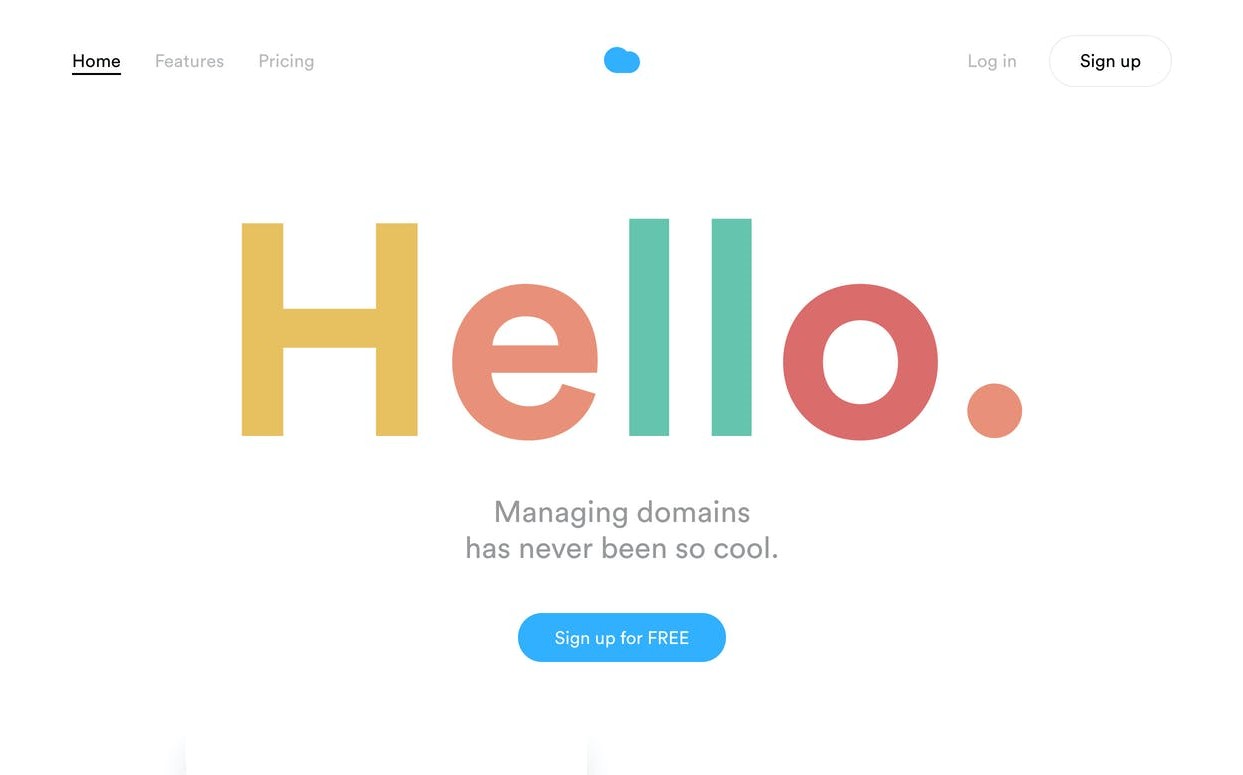 Home Features Pricing Log in Sign up
Hello.
Managing domains
has never been so cool.
Sign up for FREE